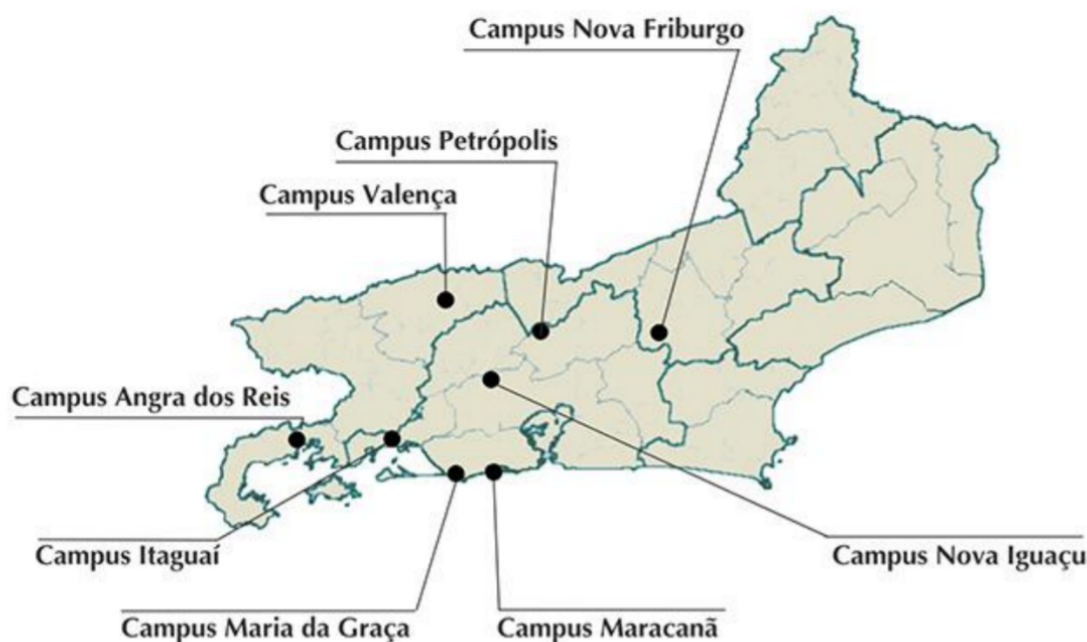 Campus Nova Friburgo
Campus Petrópolis
Campus Valença
Campus Angra dos Reis
Campus Itaguaí
Campus Nova Iguaçu
Campus Maria da Graça
Campus Maracanã